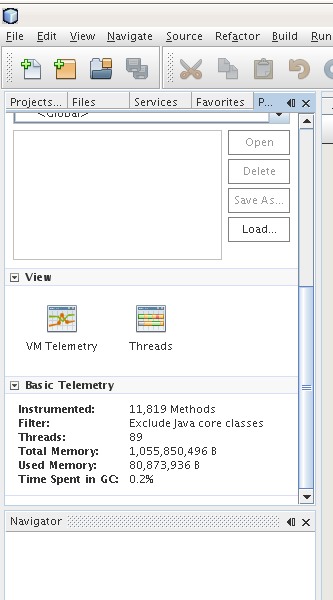 File Edit View Navigate Source Refactor Build Run
Projects... Files Services Favorites P...
<Global>
Open
Delete
Save As...
Load...
View
VM Telemetry Threads
Basic Telemetry
Instrumented: 11,819 Methods
Filter: Exclude Java core classes
Threads: 89
Total Memory: 1,055,850,496 B
Used Memory: 80,873,936 B
Time Spent in GC: 0.2%
Navigator